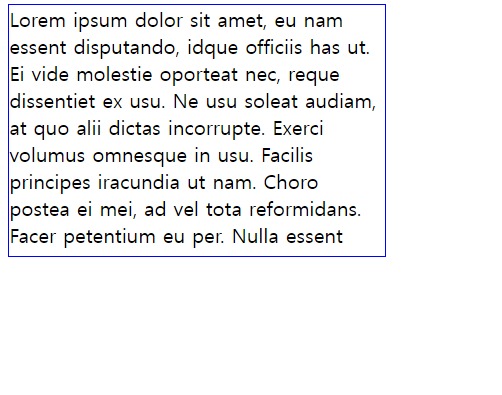 Lorem ipsum dolor sit amet, eu nam
essent disputando, idque officiis has ut.
Ei vide molestie oporteat nec, reque
dissentiet ex usu. Ne usu soleat audiam,
at quo alii dictas incorrupte. Exerci
volumus omnesque in usu. Facilis
principes iracundia ut nam. Choro
postea ei mei, ad vel tota reformidans.
Facer petentium eu per. Nulla essent